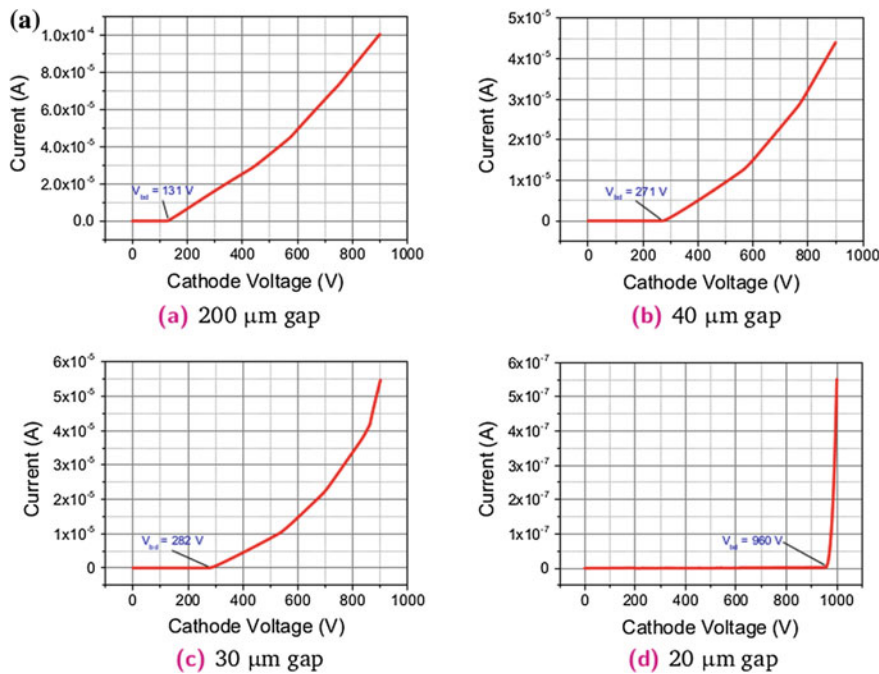 (a)
Current (A)
1.0x10⁻⁴
8.0x10⁻⁵
6.0x10⁻⁵
4.0x10⁻⁵
2.0x10⁻⁵
0.0
V_bd = 131 V
0 200 400 600 800 1000
Cathode Voltage (V)
(a) 200 μm gap
Current (A)
5x10⁻⁵
4x10⁻⁵
3x10⁻⁵
2x10⁻⁵
1x10⁻⁵
0
V_bd = 271 V
0 200 400 600 800 1000
Cathode Voltage (V)
(b) 40 μm gap
Current (A)
6x10⁻⁵
5x10⁻⁵
4x10⁻⁵
3x10⁻⁵
2x10⁻⁵
1x10⁻⁵
0
V_bd = 282 V
0 200 400 600 800 1000
Cathode Voltage (V)
(c) 30 μm gap
Current (A)
6x10⁻⁷
5x10⁻⁷
4x10⁻⁷
3x10⁻⁷
2x10⁻⁷
1x10⁻⁷
0
V_bd = 960 V
0 200 400 600 800 1000
Cathode Voltage (V)
(d) 20 μm gap